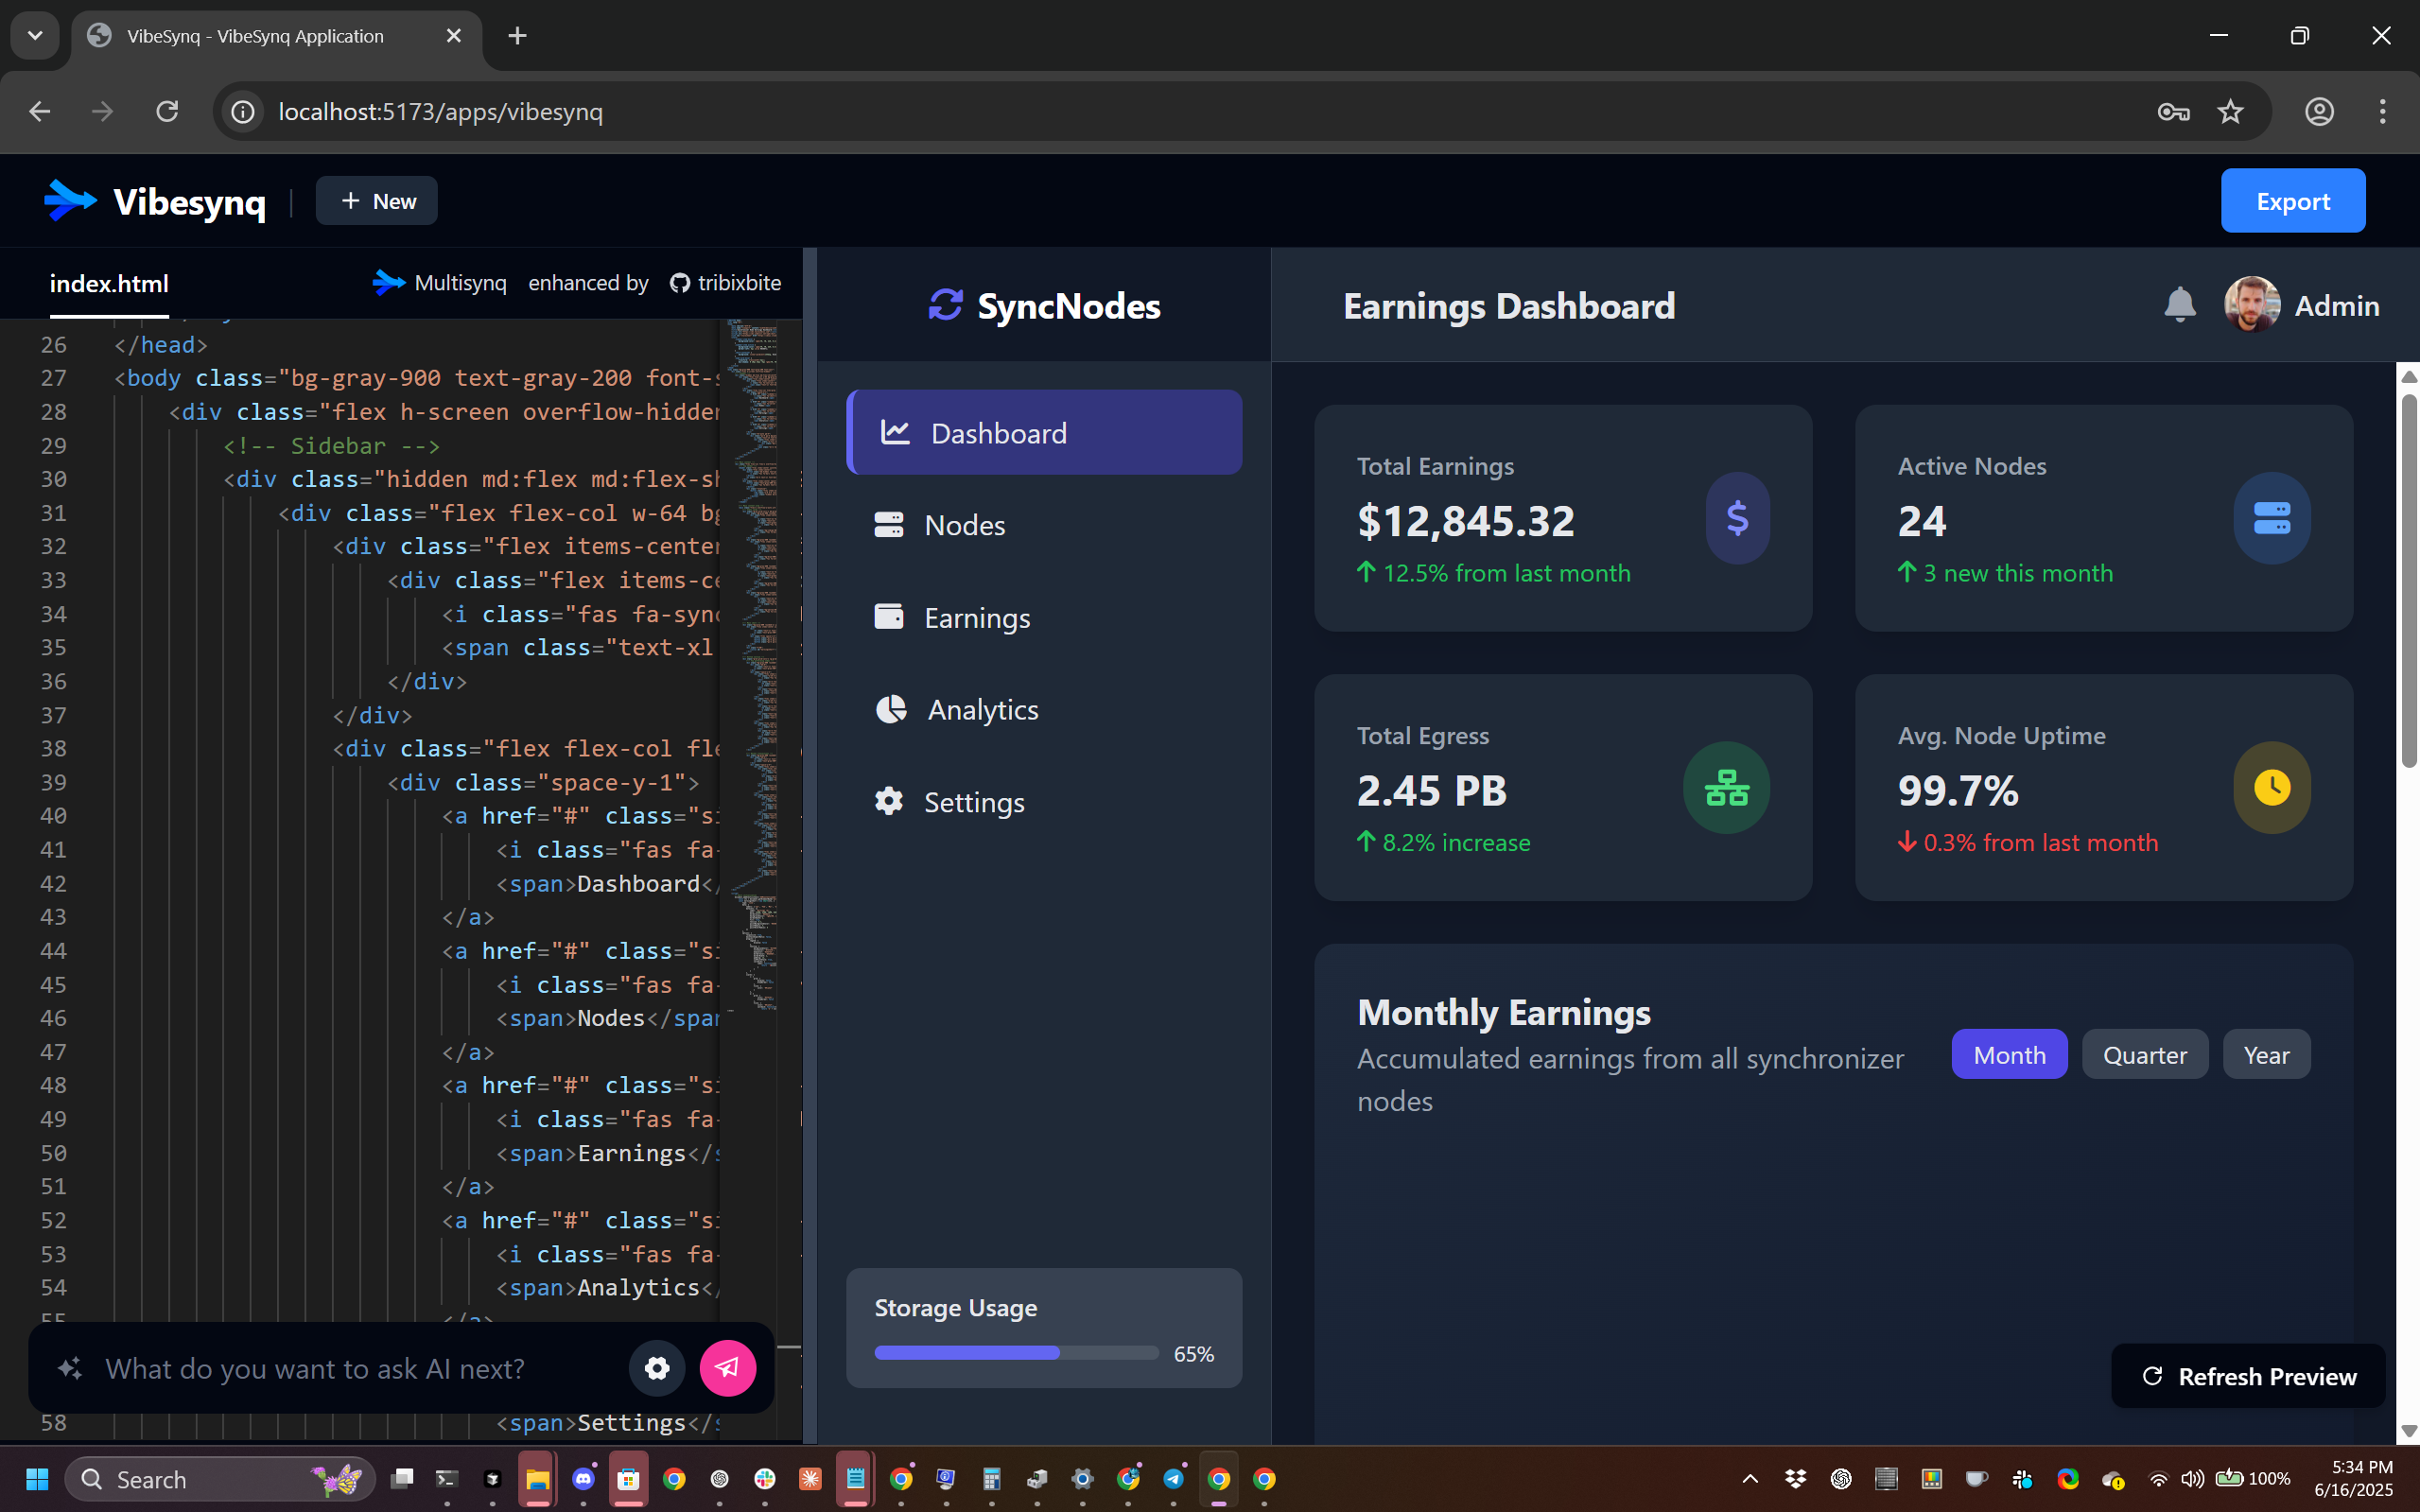 VibeSynq - VibeSynq Application
localhost:5173/apps/vibesynq
Vibesynq
New
Export
index.html
Multisynq enhanced by tribixbite
26 </head>
27 <body class="bg-gray-900 text-gray-200 font-s
28 <div class="flex h-screen overflow-hidden
29 <!-- Sidebar -->
30 <div class="hidden md:flex md:flex-sh
31 <div class="flex flex-col w-64 bg
32 <div class="flex items-center
33 <div class="flex items-ce
34 <i class="fas fa-sync
35 <span class="text-xl
36 </div>
37 </div>
38 <div class="flex flex-col fle
39 <div class="space-y-1">
40 <a href="#" class="si
41 <i class="fas fa-
42 <span>Dashboard</
43 </a>
44 <a href="#" class="si
45 <i class="fas fa-
46 <span>Nodes</span
47 </a>
48 <a href="#" class="si
49 <i class="fas fa-
50 <span>Earnings</s
51 </a>
52 <a href="#" class="si
53 <i class="fas fa-
54 <span>Analytics</
55 </a>
What do you want to ask AI next?
58 <span>Settings</s
SyncNodes
Dashboard
Nodes
Earnings
Analytics
Settings
Storage Usage
65%
Earnings Dashboard
Admin
Total Earnings
$12,845.32
12.5% from last month
Active Nodes
24
3 new this month
Total Egress
2.45 PB
8.2% increase
Avg. Node Uptime
99.7%
0.3% from last month
Monthly Earnings
Accumulated earnings from all synchronizer
nodes
Month
Quarter
Year
Refresh Preview
Search
100%
5:34 PM
6/16/2025